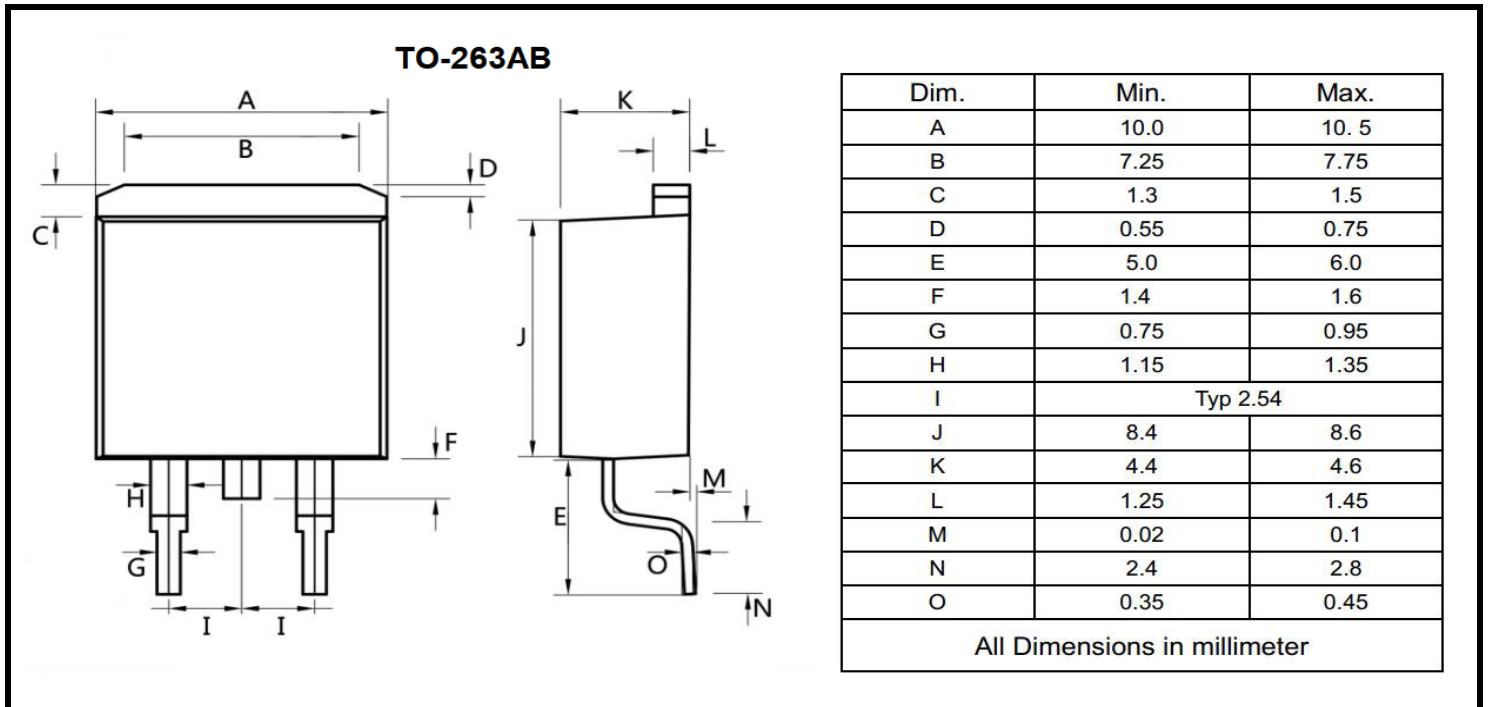 TO-263AB
A
B
C
D
H
F
G
I I
K
L
J
E
M
O
N
Dim. Min. Max.
A 10.0 10. 5
B 7.25 7.75
C 1.3 1.5
D 0.55 0.75
E 5.0 6.0
F 1.4 1.6
G 0.75 0.95
H 1.15 1.35
I Typ 2.54
J 8.4 8.6
K 4.4 4.6
L 1.25 1.45
M 0.02 0.1
N 2.4 2.8
O 0.35 0.45
All Dimensions in millimeter